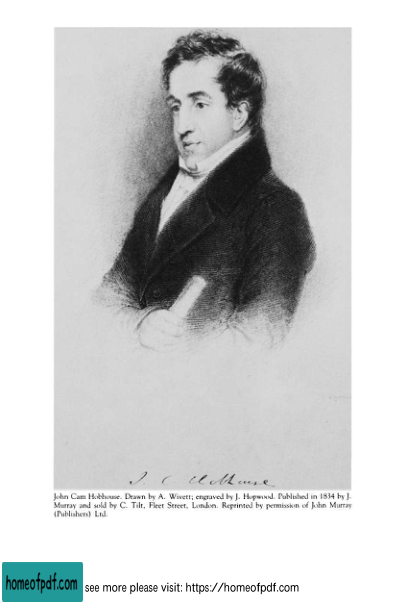 J C Hobhouse
John Cam Hobhouse. Drawn by A. Wivett; engraved by J. Hopwood. Published in 1834 by J.
Murray and sold by C. Tilt, Fleet Street, London. Reprinted by permission of John Murray
(Publishers) Ltd.
homeofpdf.com see more please visit: https://homeofpdf.com